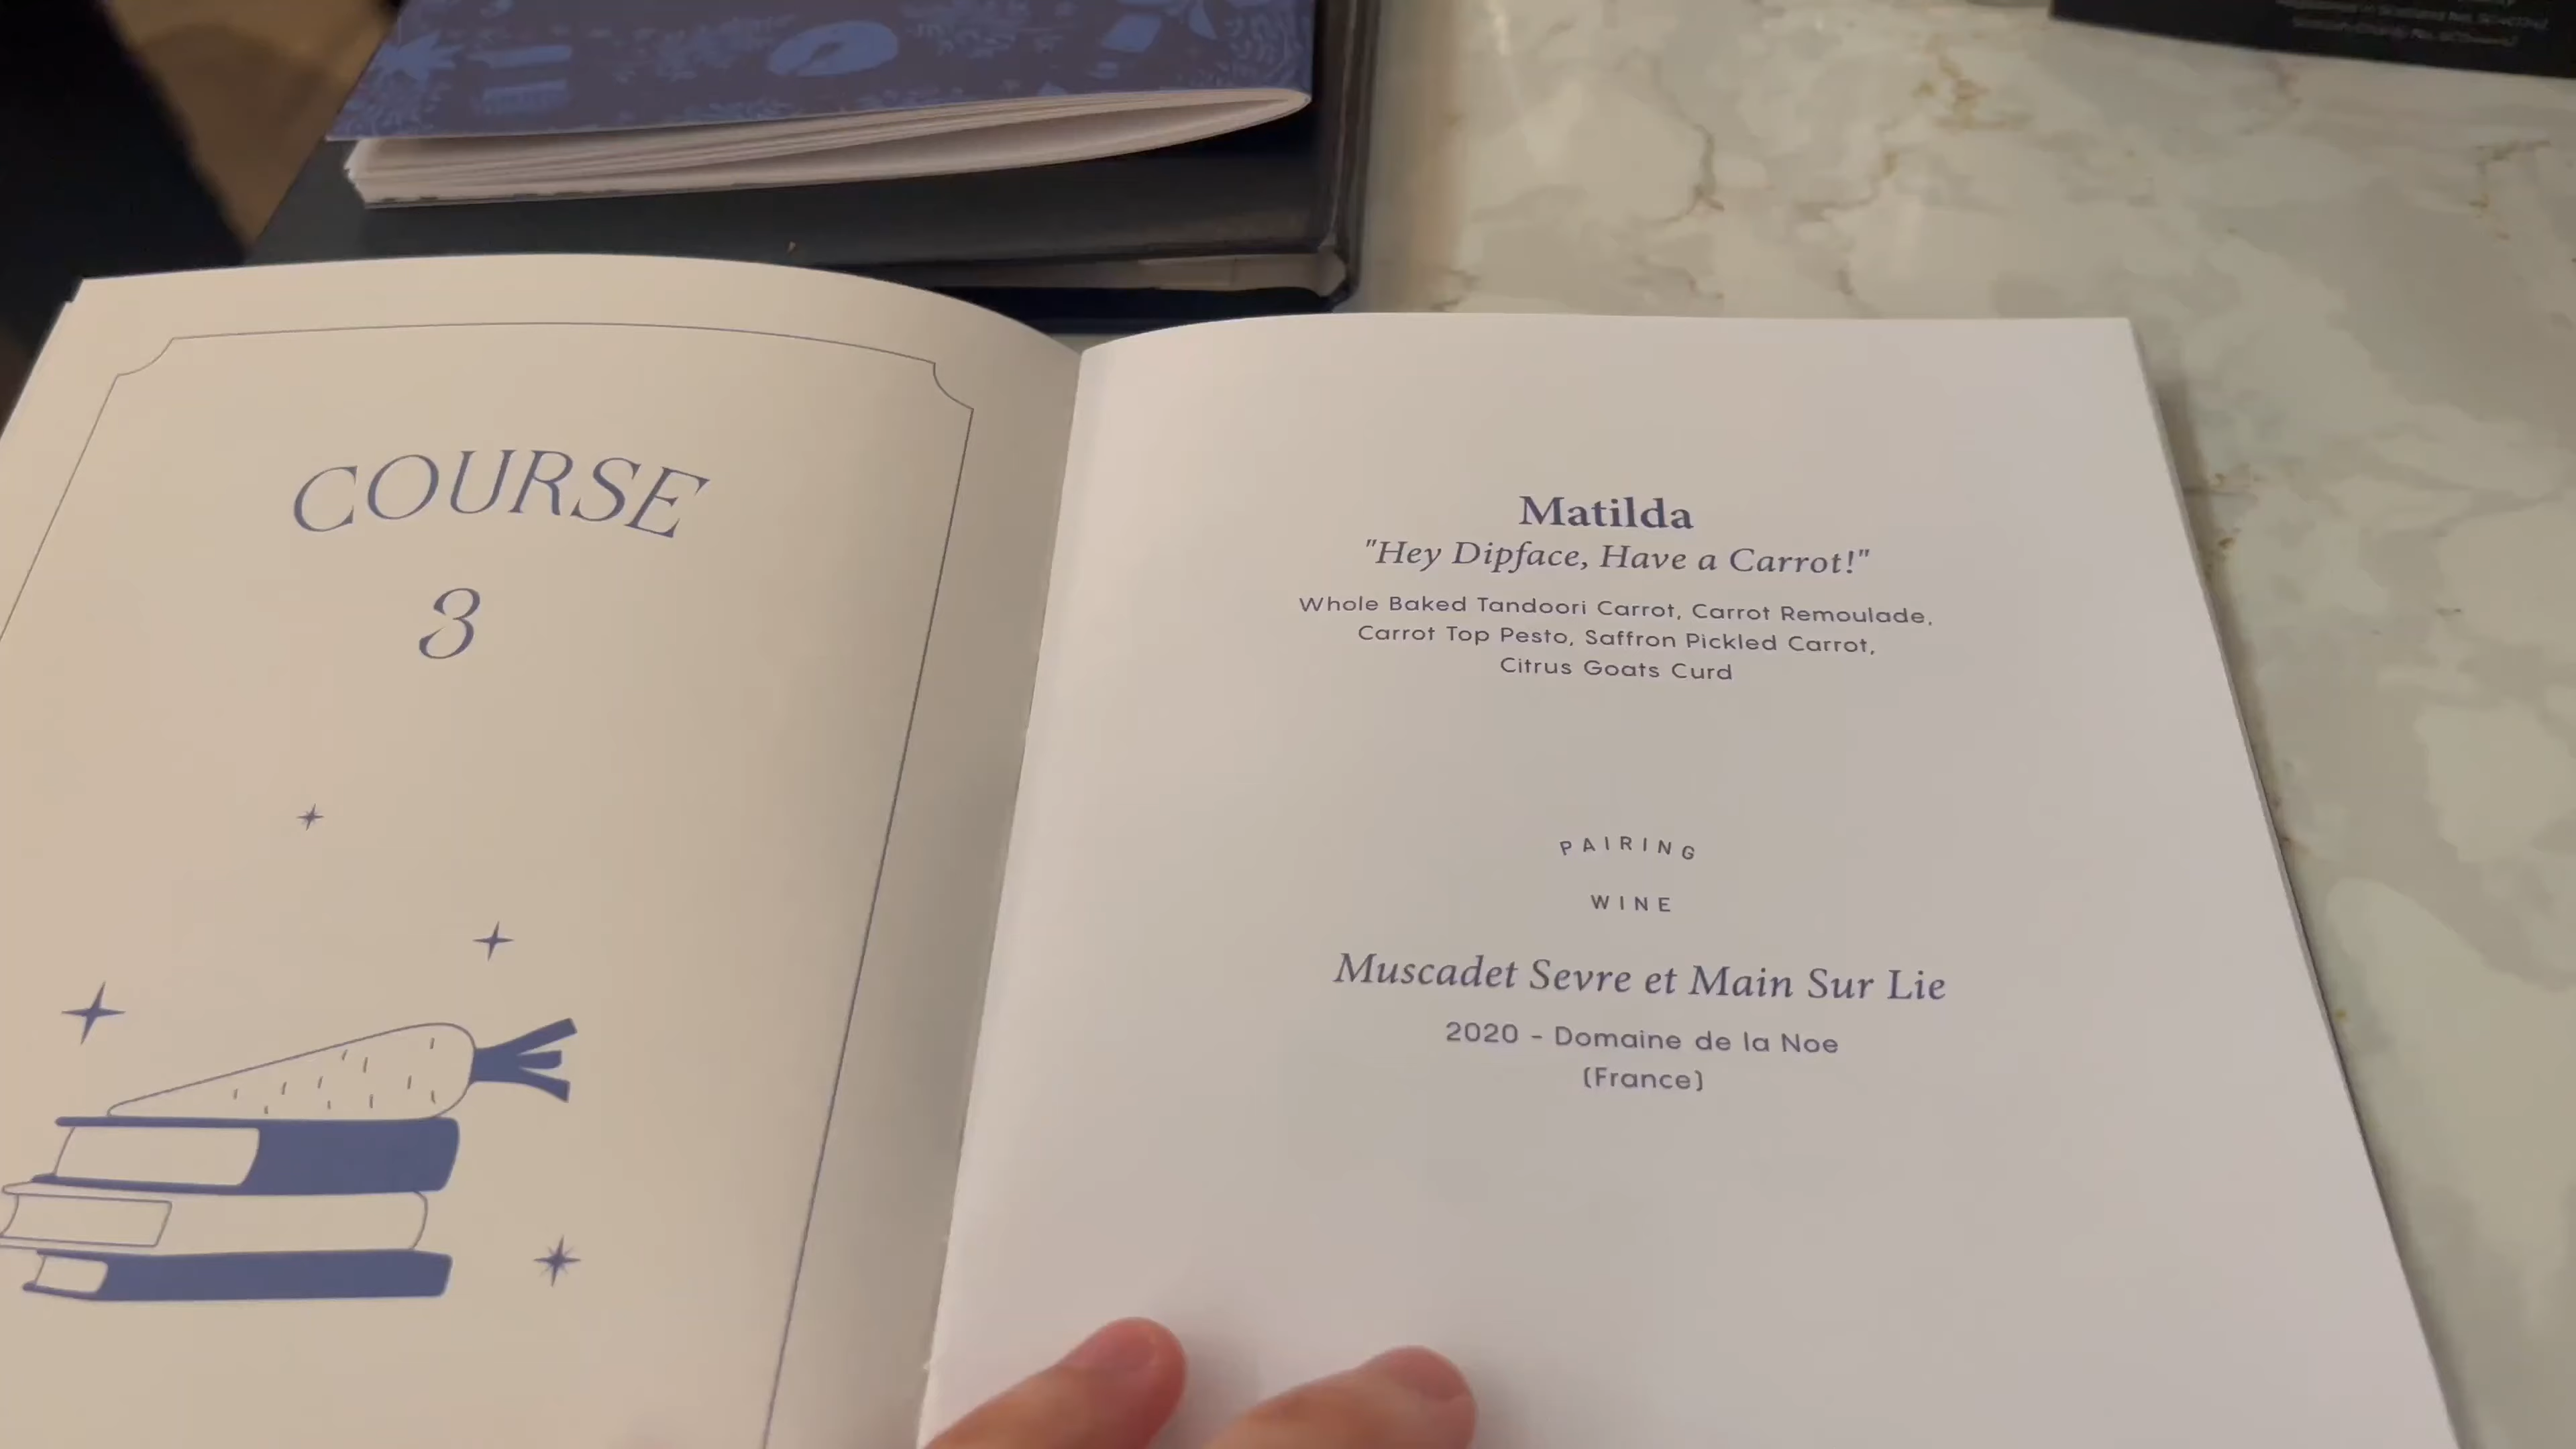 COURSE
3
Matilda
"Hey Dipface, Have a Carrot!"
Whole Baked Tandoori Carrot, Carrot Remoulade,
Carrot Top Pesto, Saffron Pickled Carrot,
Citrus Goats Curd
PAIRING
WINE
Muscadet Sevre et Main Sur Lie
2020 - Domaine de la Noe
(France)